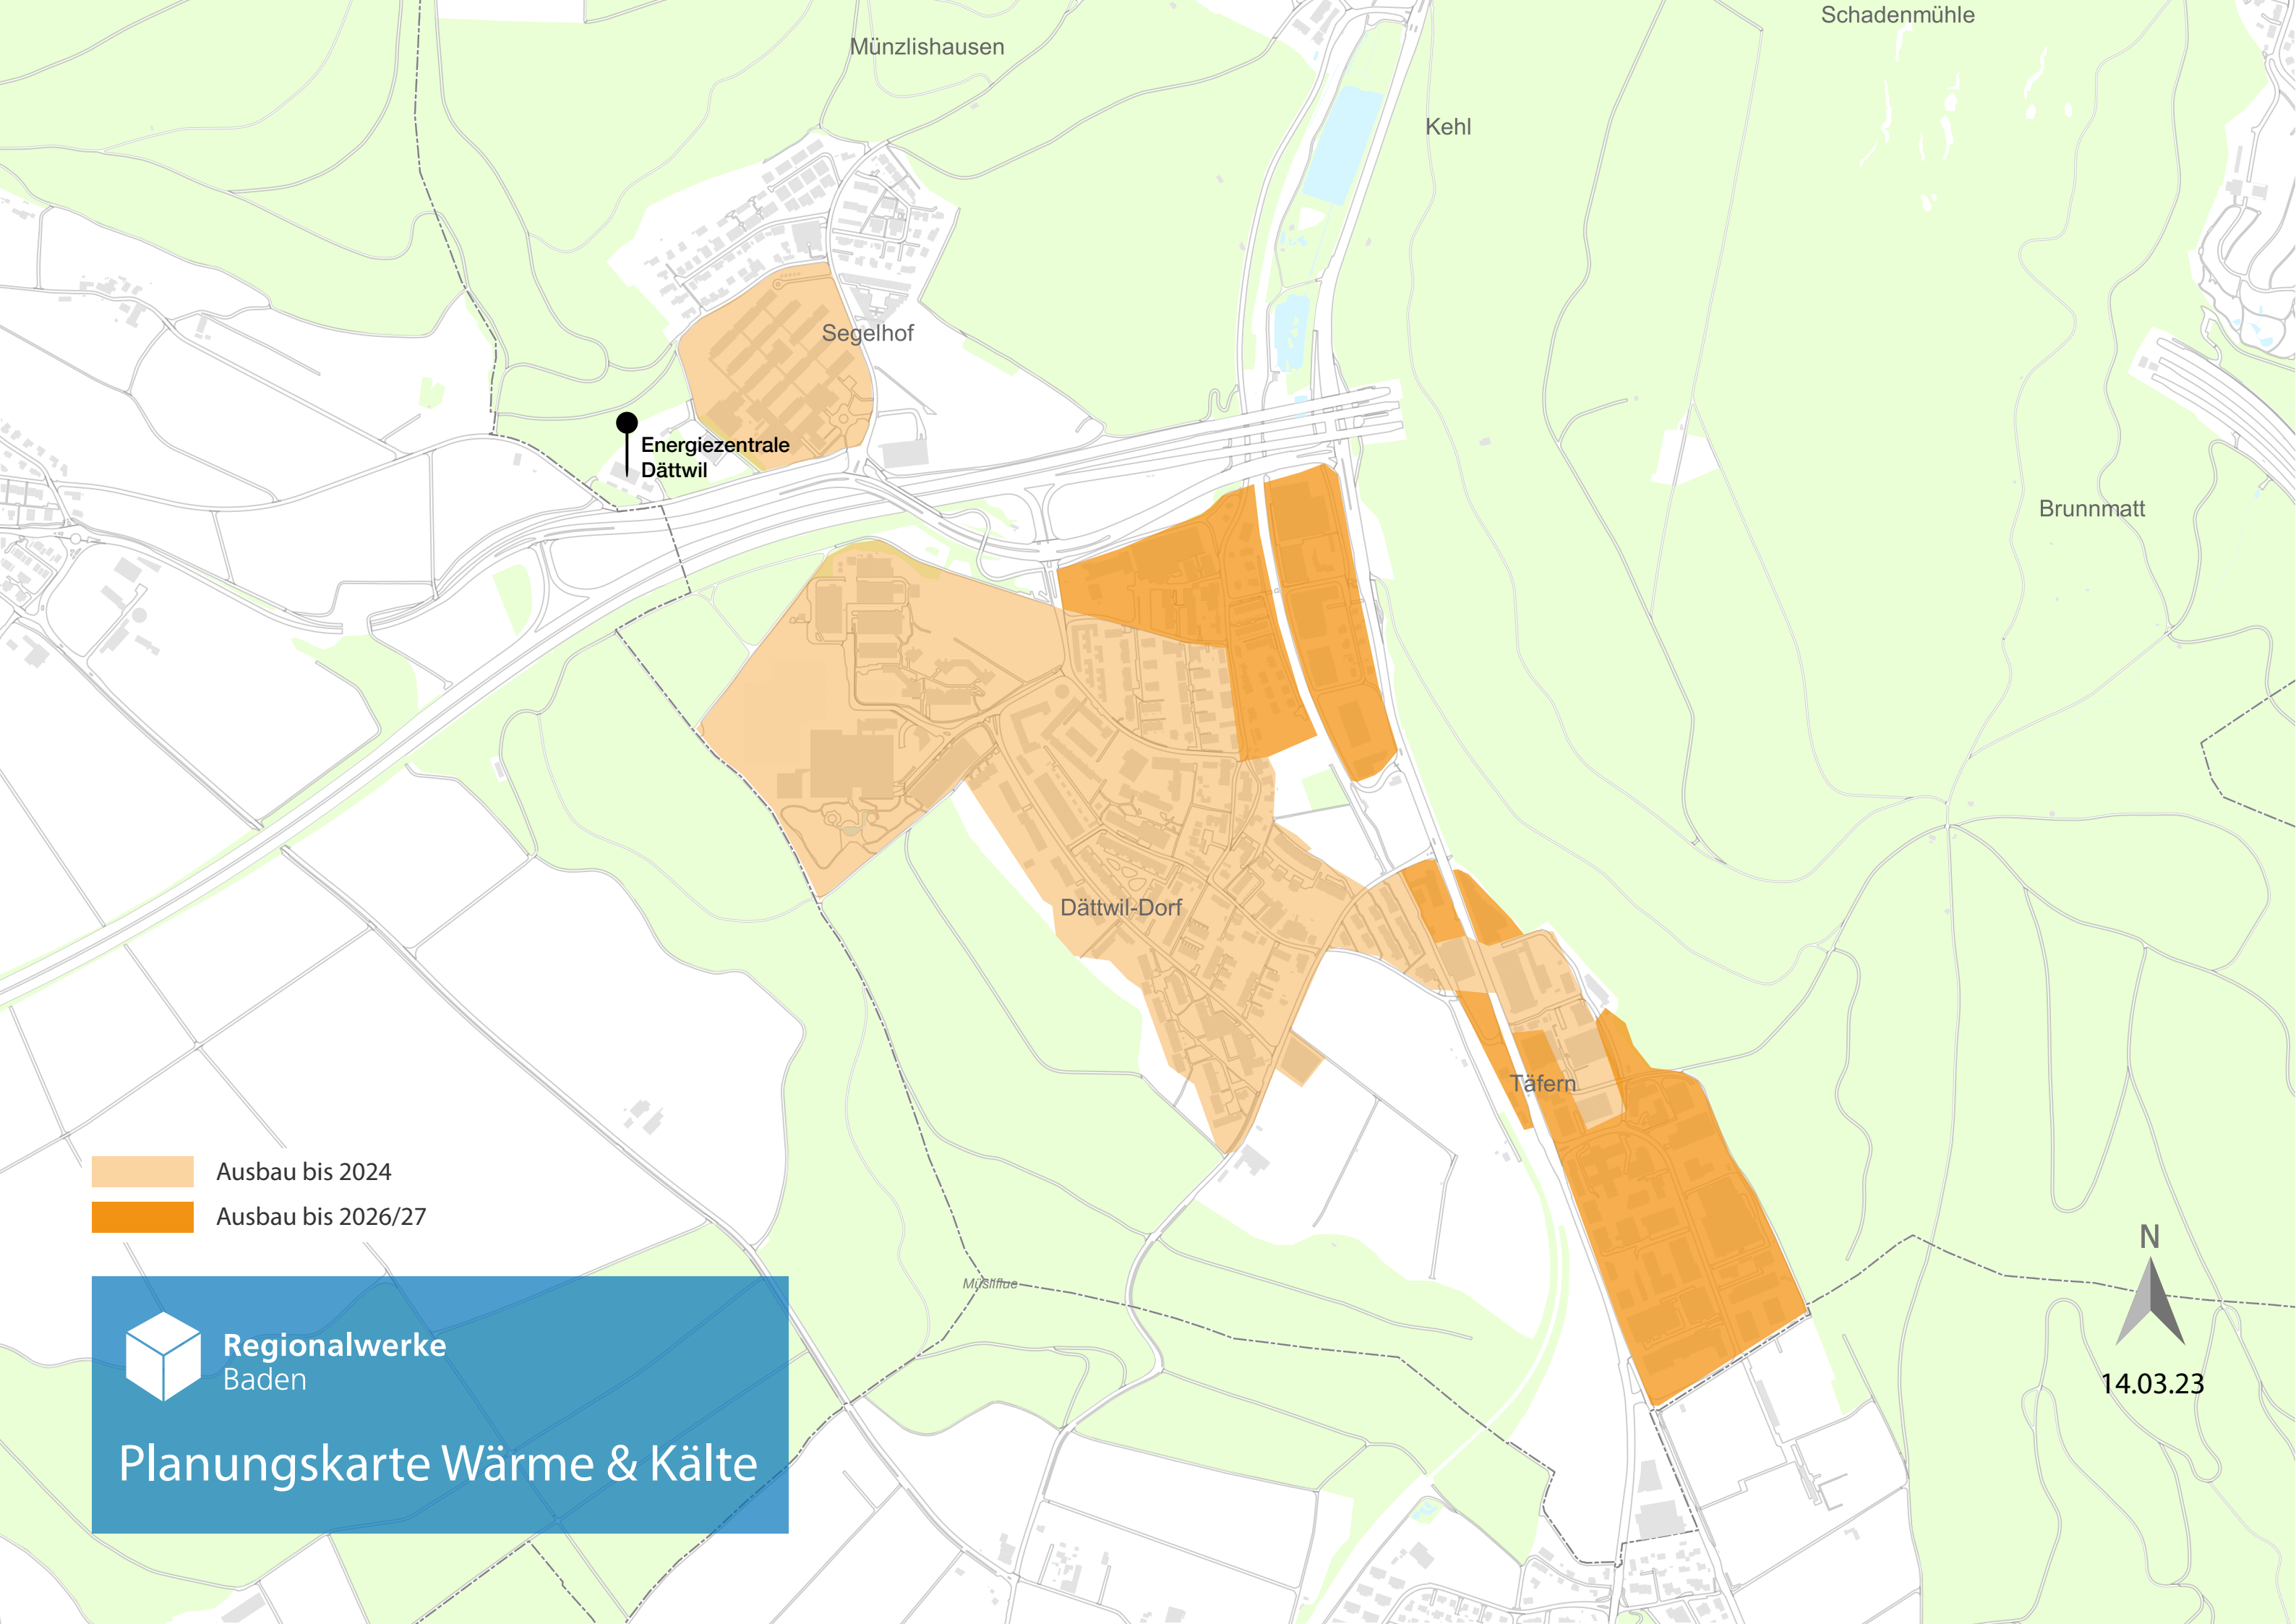 Schadenmühle
Münzlishausen
Kehl
Segelhof
Energiezentrale
Dättwil
Brunnmatt
Dättwil-Dorf
Täfern
Ausbau bis 2024
Ausbau bis 2026/27
Müsliflue
N
14.03.23
Regionalwerke
Baden
Planungskarte Wärme & Kälte